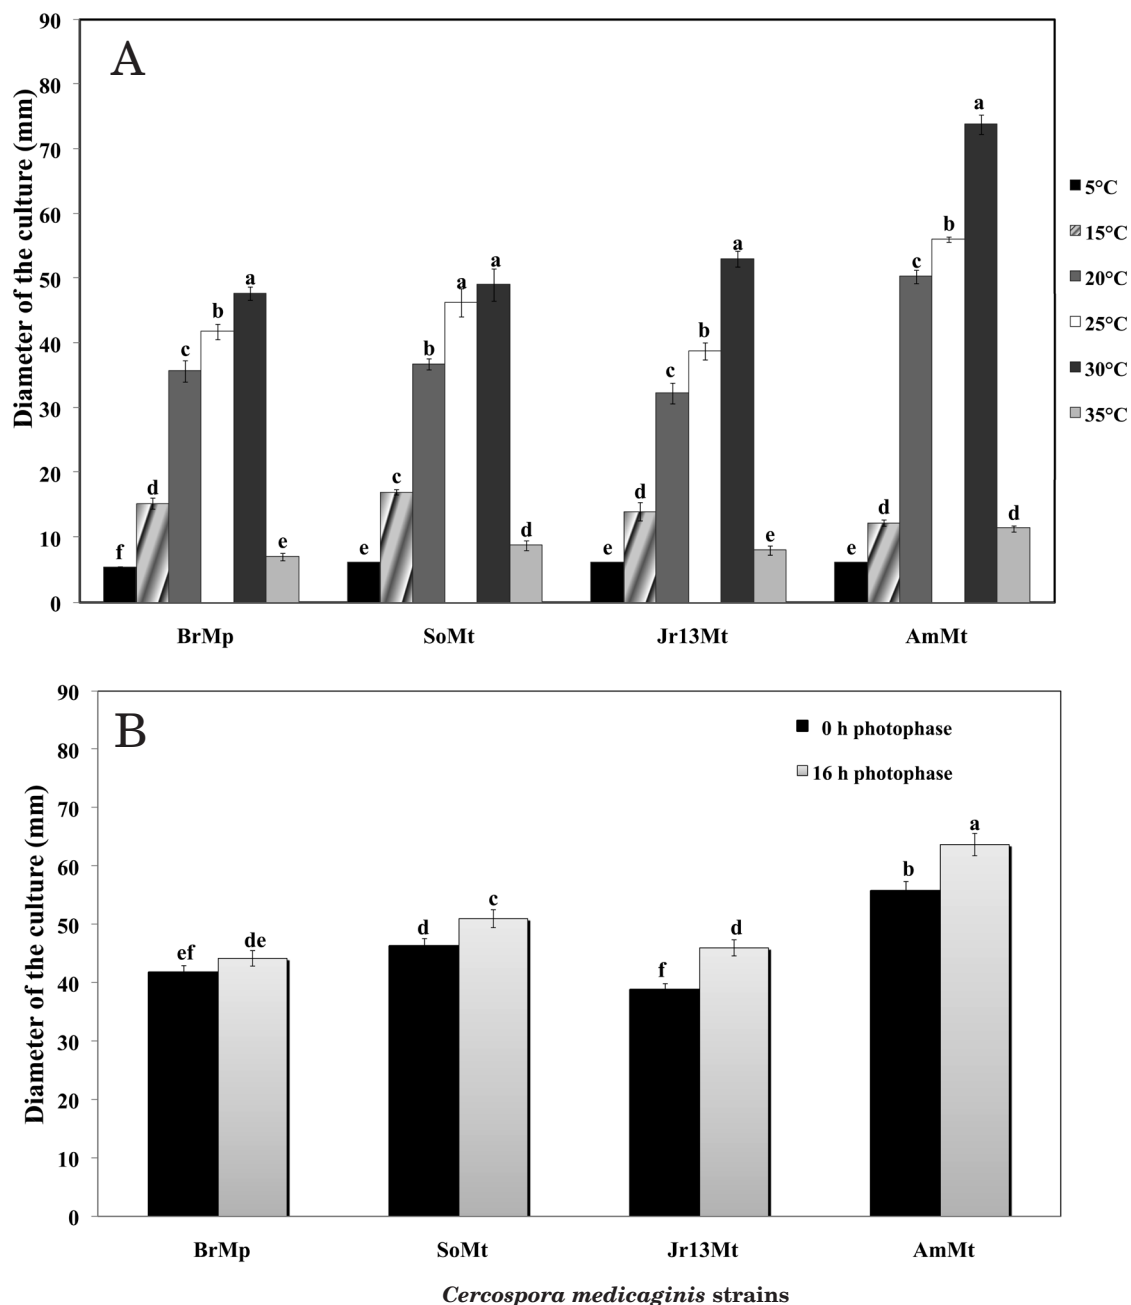 A
Diameter of the culture (mm)
90
80
70
60
50
40
30
20
10
0
f d c b a e
e c b a a d
e d c b a e
e d c b a d
BrMp SoMt Jr13Mt AmMt
5°C
15°C
20°C
25°C
30°C
35°C
B
Diameter of the culture (mm)
90
80
70
60
50
40
30
20
10
0
0 h photophase
16 h photophase
ef de d c f d b a
BrMp SoMt Jr13Mt AmMt
Cercospora medicaginis strains